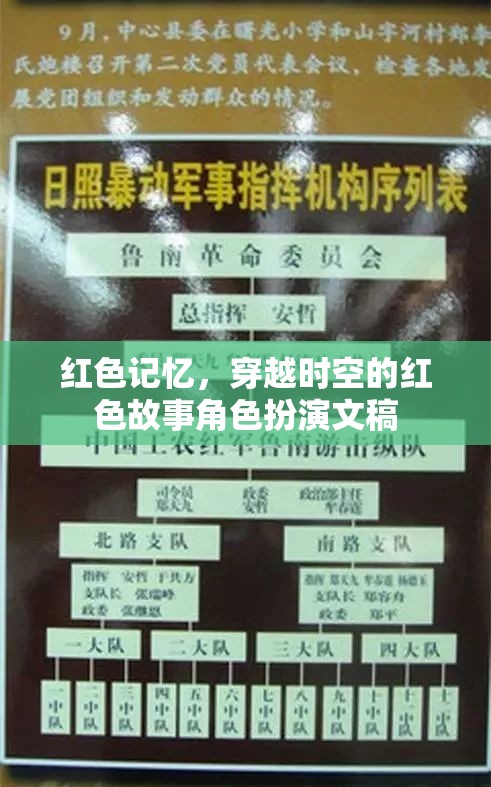 9月，中心县委在曙光小学和山字河村郑李
氏炮楼召开第二次党员代表会议，检查各地发
展党团组织和发动群众的情况。
日照暴动军事指挥机构序列表
鲁南革命委员会
总指挥 安哲
红色记忆，穿越时空的红
色故事角色扮演文稿
中国工农红军鲁南游击纵队
司令员 政委 政治部主任
郑天九 安哲 牟春霆
北路支队 南路支队
指挥 安哲 于共方 指挥 郑天九 牟春霆 杨德玉
支队长 张瑞峰 支队长 郑容舟
政委 张继恩 政委 郑平
一大队 二大队 三大队 四大队
一中队 二中队 三中队 四中队 五中队 六中队 七中队 八中队 九中队 十中队 十一中队 十二中队